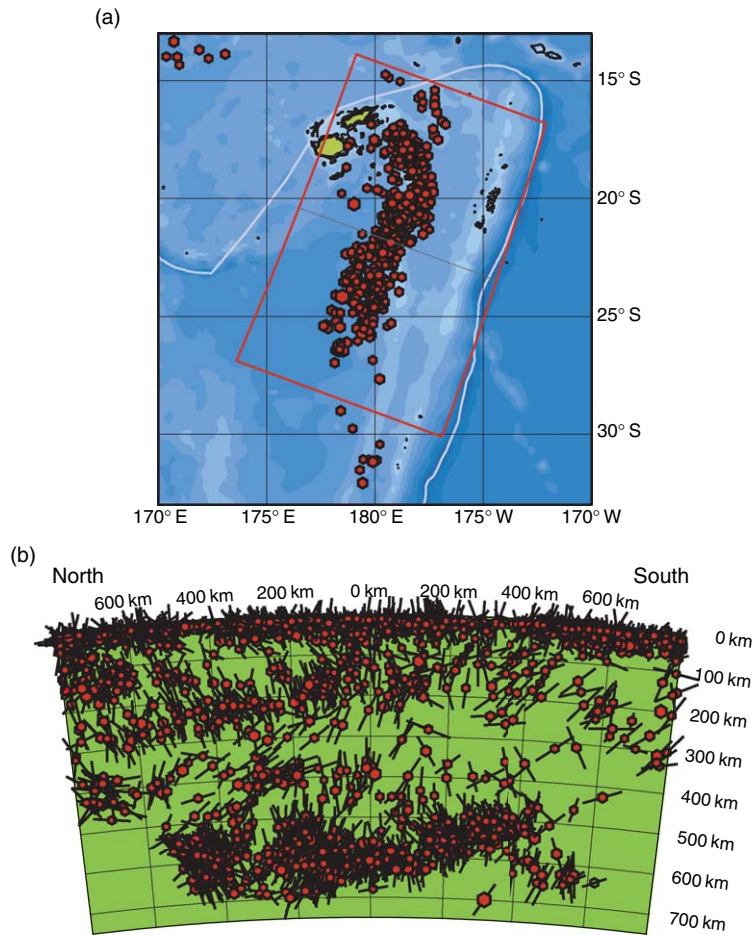 (a)
15° S
20° S
25° S
30° S
170° E
175° E
180° E
175° W
170° W
(b)
North
South
600 km
400 km
200 km
0 km
200 km
400 km
600 km
0 km
100 km
200 km
300 km
400 km
500 km
600 km
700 km